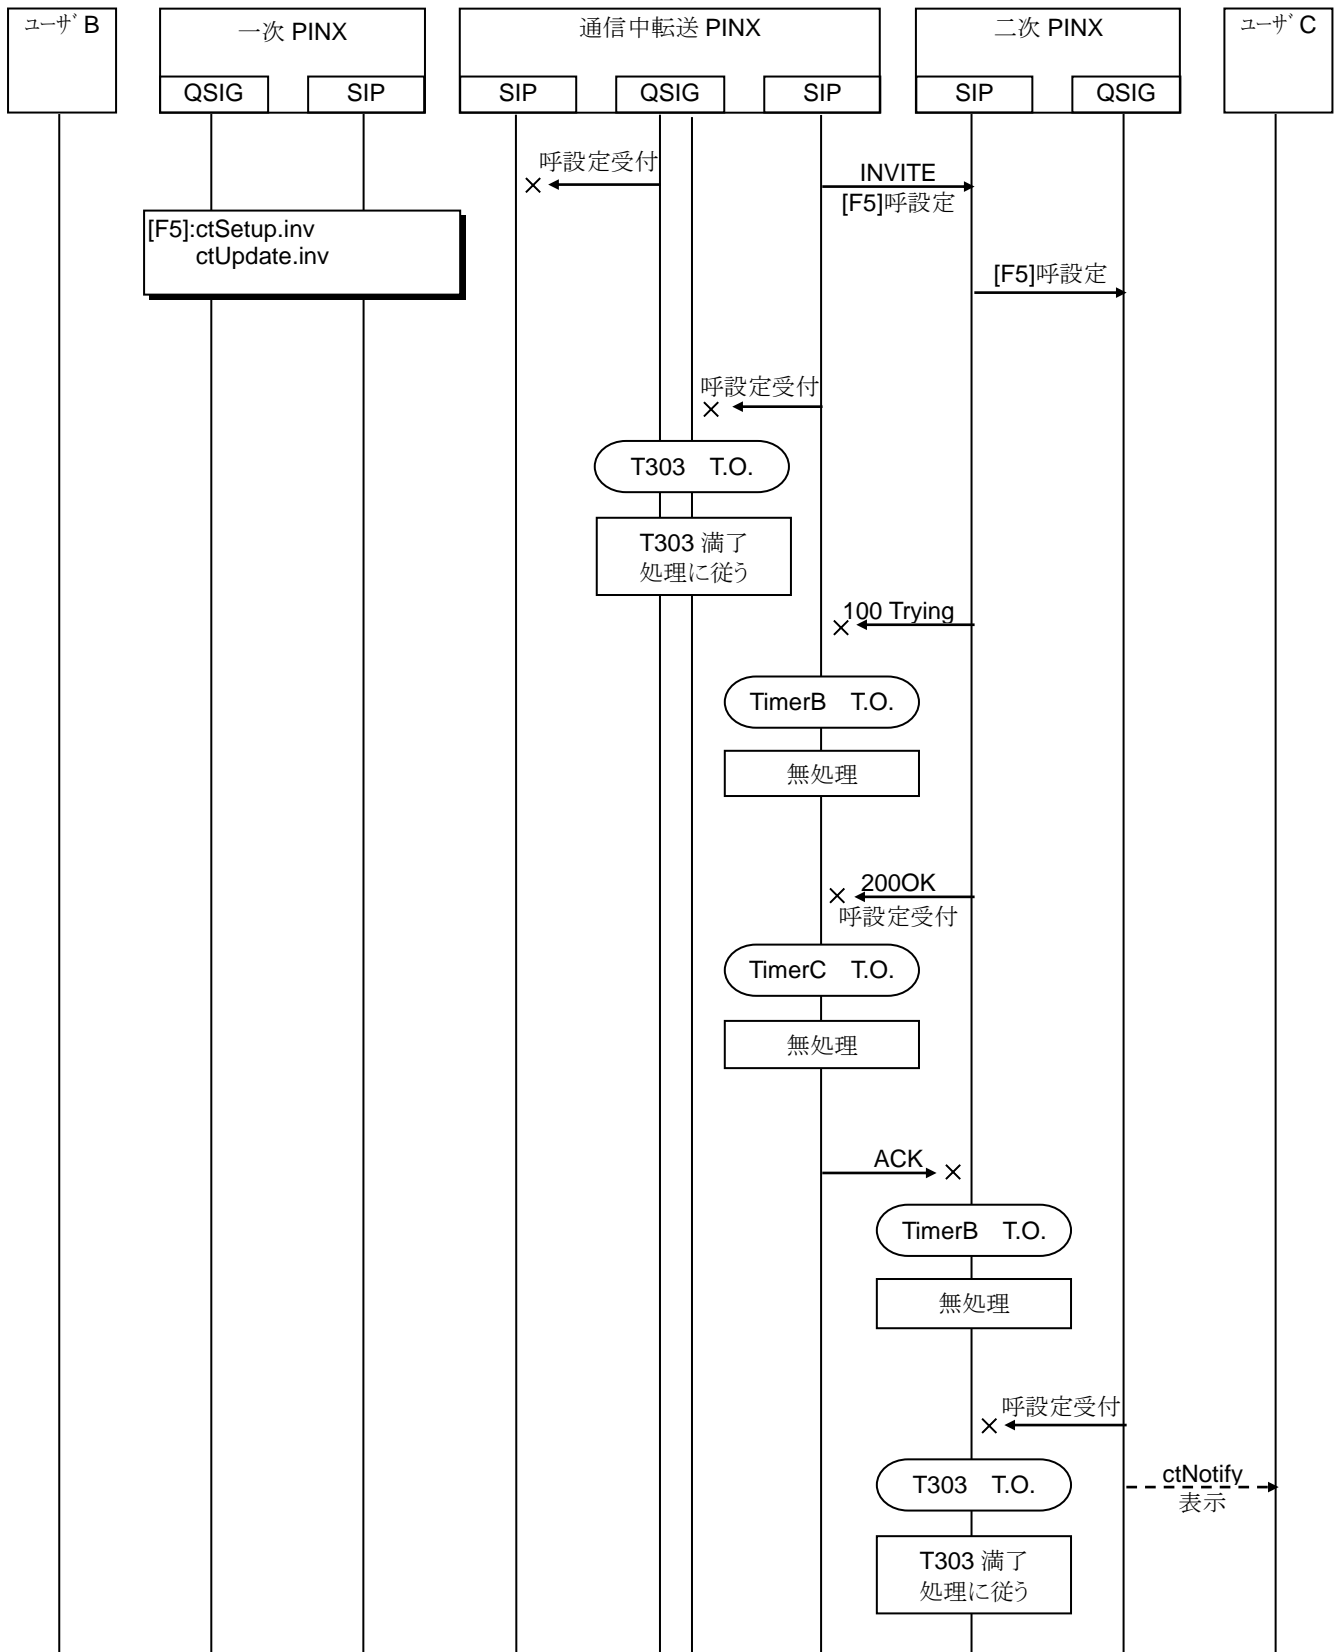 ユーザ B
一次 PINX
通信中転送 PINX
二次 PINX
ユーザ C
QSIG
SIP
SIP
QSIG
SIP
SIP
QSIG
呼設定受付
INVITE
[F5]呼設定
[F5]:ctSetup.inv
ctUpdate.inv
[F5]呼設定
呼設定受付
T303 T.O.
T303 満了
処理に従う
100 Trying
TimerB T.O.
無処理
200OK
呼設定受付
TimerC T.O.
無処理
ACK
TimerB T.O.
無処理
呼設定受付
T303 T.O.
ctNotify
表示
T303 満了
処理に従う